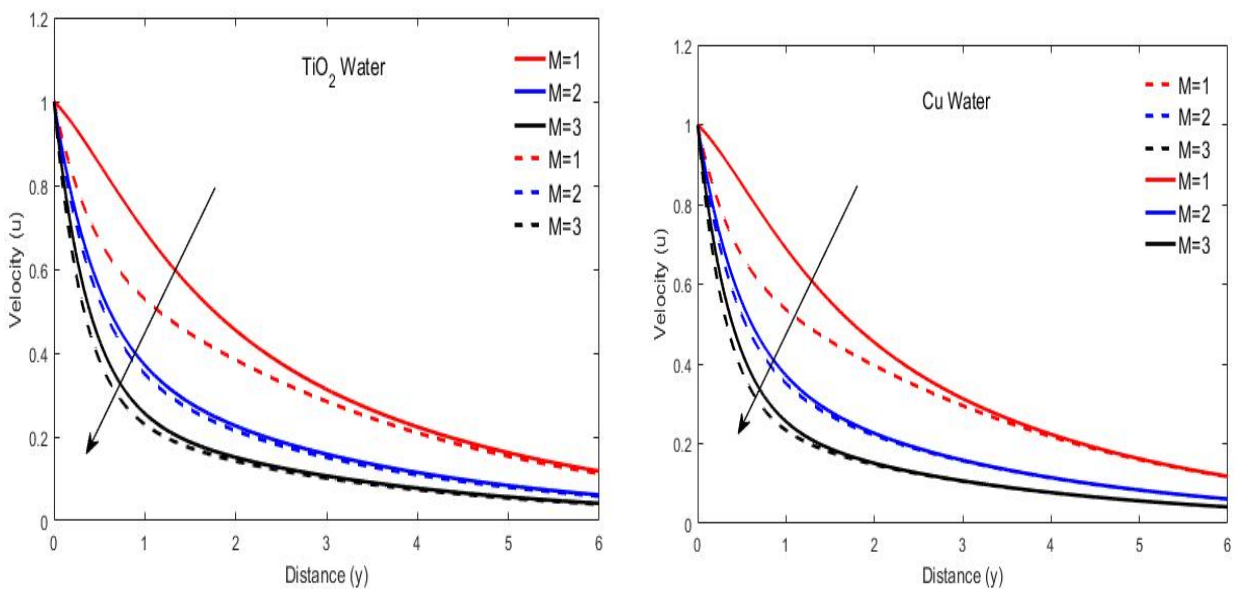 1.2
1
0.8
0.6
0.4
0.2
0
Velocity (u)
TiO2 Water
M=1
M=2
M=3
M=1
M=2
M=3
0 1 2 3 4 5 6
Distance (y)
1.2
1
0.8
0.6
0.4
0.2
0
Velocity (u)
Cu Water
M=1
M=2
M=3
M=1
M=2
M=3
0 1 2 3 4 5 6
Distance (y)